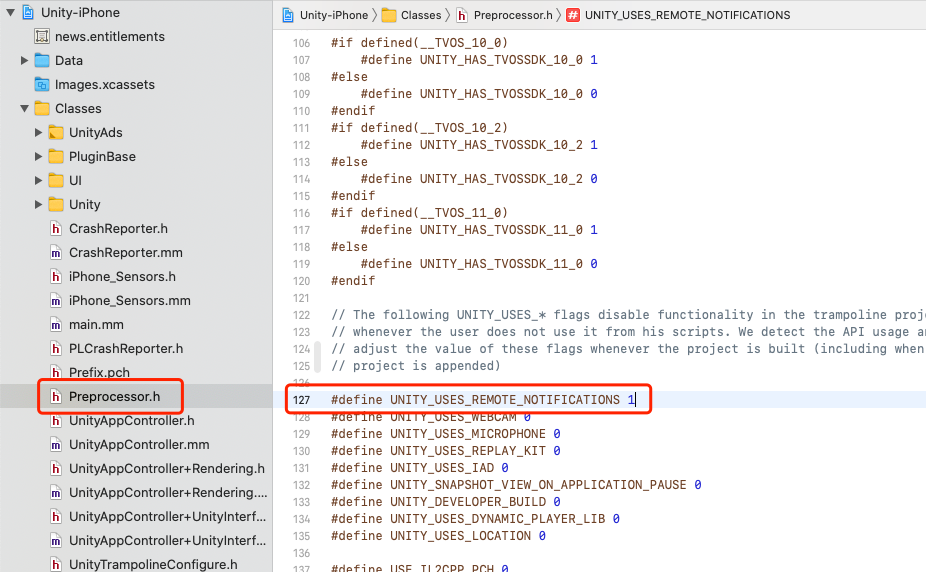 Unity-iPhone
news.entitlements
Data
Images.xcassets
Classes
UnityAds
PluginBase
UI
Unity
CrashReporter.h
CrashReporter.mm
iPhone_Sensors.h
iPhone_Sensors.mm
main.mm
PLCrashReporter.h
Prefix.pch
Preprocessor.h
UnityAppController.h
UnityAppController.mm
UnityAppController+Rendering.h
UnityAppController+Rendering....
UnityAppController+UnityInterf...
UnityAppController+UnityInterf...
UnityTrampolineConfigure.h
Unity-iPhone Classes Preprocessor.h UNITY_USES_REMOTE_NOTIFICATIONS
106 #if defined(__TVOS_10_0)
107 #define UNITY_HAS_TVOSSDK_10_0 1
108 #else
109 #define UNITY_HAS_TVOSSDK_10_0 0
110 #endif
111 #if defined(__TVOS_10_2)
112 #define UNITY_HAS_TVOSSDK_10_2 1
113 #else
114 #define UNITY_HAS_TVOSSDK_10_2 0
115 #endif
116 #if defined(__TVOS_11_0)
117 #define UNITY_HAS_TVOSSDK_11_0 1
118 #else
119 #define UNITY_HAS_TVOSSDK_11_0 0
120 #endif
121
122 // The following UNITY_USES_* flags disable functionality in the trampoline proj
123 // whenever the user does not use it from his scripts. We detect the API usage an
124 // adjust the value of these flags whenever the project is built (including when
125 // project is appended)
126
127 #define UNITY_USES_REMOTE_NOTIFICATIONS 1
128 #define UNITY_USES_WEBCAM 0
129 #define UNITY_USES_MICROPHONE 0
130 #define UNITY_USES_REPLAY_KIT 0
131 #define UNITY_USES_IAD 0
132 #define UNITY_SNAPSHOT_VIEW_ON_APPLICATION_PAUSE 0
133 #define UNITY_DEVELOPER_BUILD 0
134 #define UNITY_USES_DYNAMIC_PLAYER_LIB 0
135 #define UNITY_USES_LOCATION 0
136
137 #define USE_IL2CPP_PCH 0